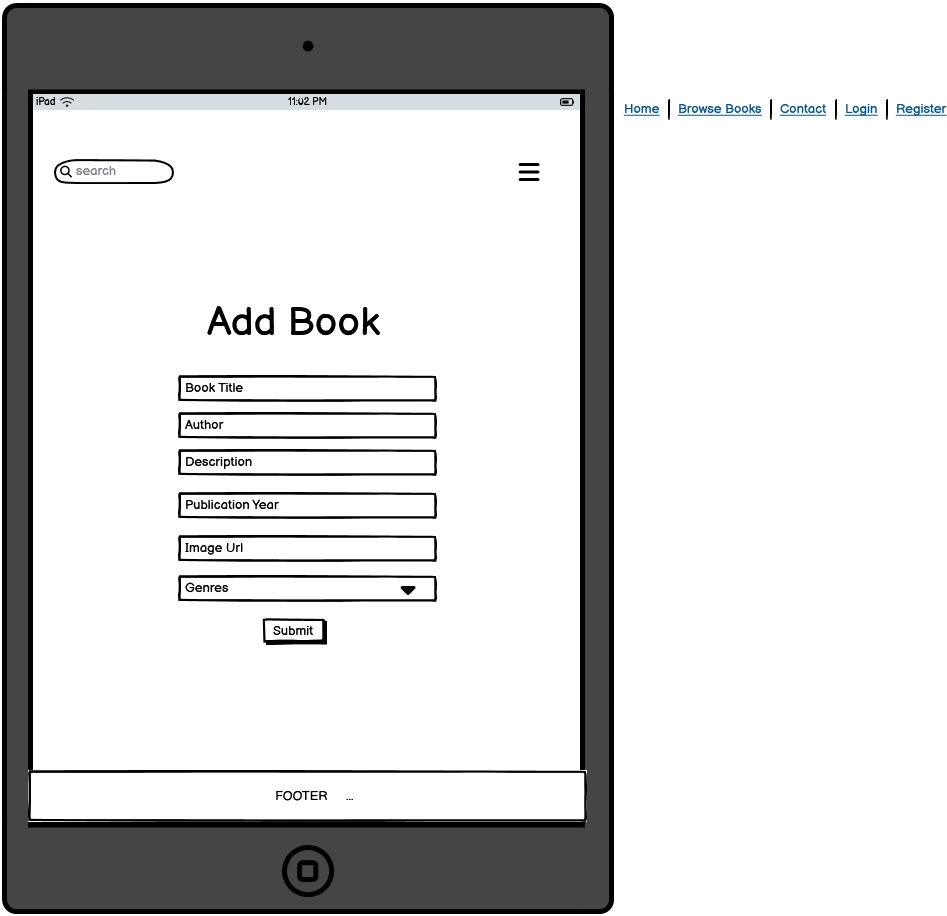 iPad 11:02 PM
Home Browse Books Contact Login Register
search
Add Book
Book Title
Author
Description
Publication Year
Image Url
Genres
Submit
FOOTER ...